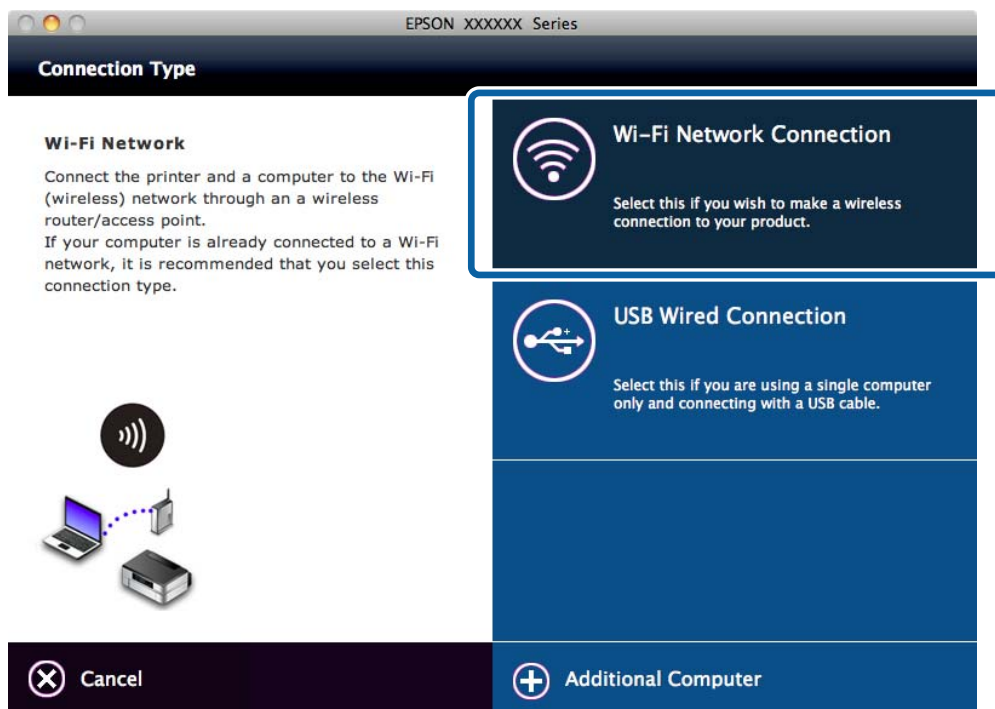 EPSON XXXXXX Series
Connection Type
Wi-Fi Network
Connect the printer and a computer to the Wi-Fi
(wireless) network through an a wireless
router/access point.
If your computer is already connected to a Wi-Fi
network, it is recommended that you select this
connection type.
Wi-Fi Network Connection
Select this if you wish to make a wireless
connection to your product.
USB Wired Connection
Select this if you are using a single computer
only and connecting with a USB cable.
Cancel
Additional Computer